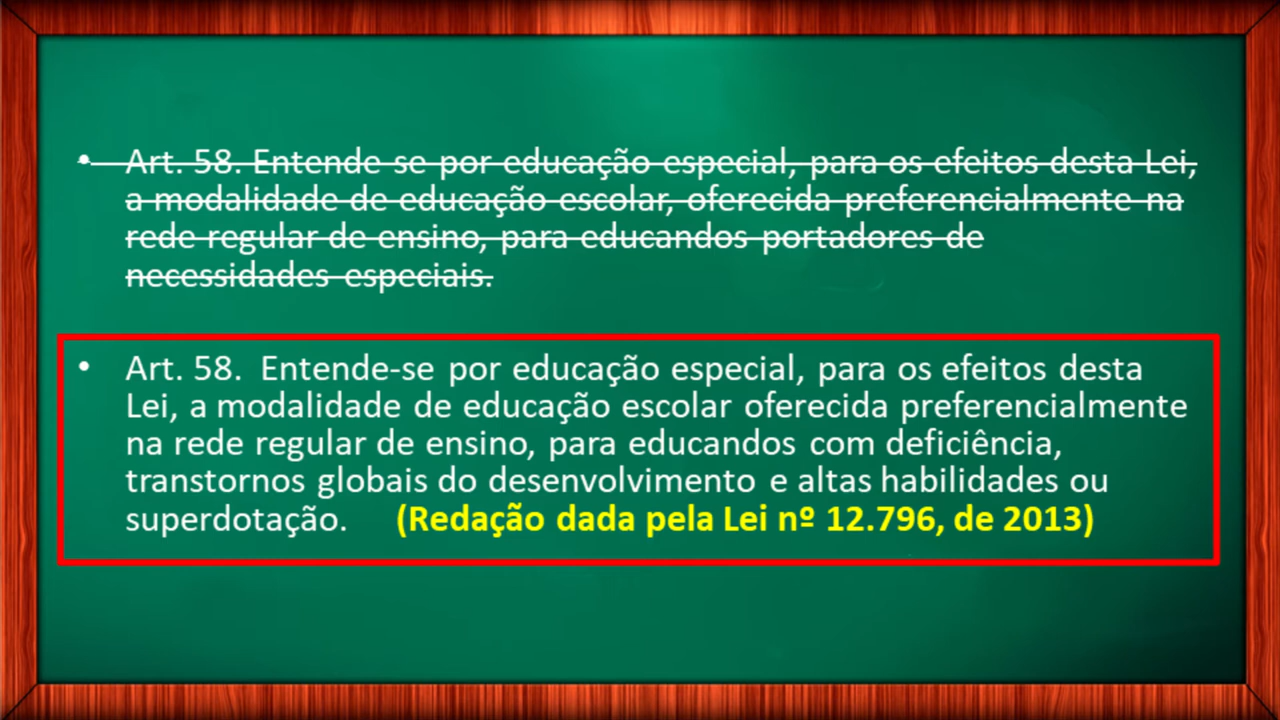 • Art. 58. Entende-se por educação especial, para os efeitos desta Lei,
a modalidade de educação escolar, oferecida preferencialmente na
rede regular de ensino, para educandos portadores de
necessidades especiais.
• Art. 58. Entende-se por educação especial, para os efeitos desta
Lei, a modalidade de educação escolar oferecida preferencialmente
na rede regular de ensino, para educandos com deficiência,
transtornos globais do desenvolvimento e altas habilidades ou
superdotação. (Redação dada pela Lei nº 12.796, de 2013)